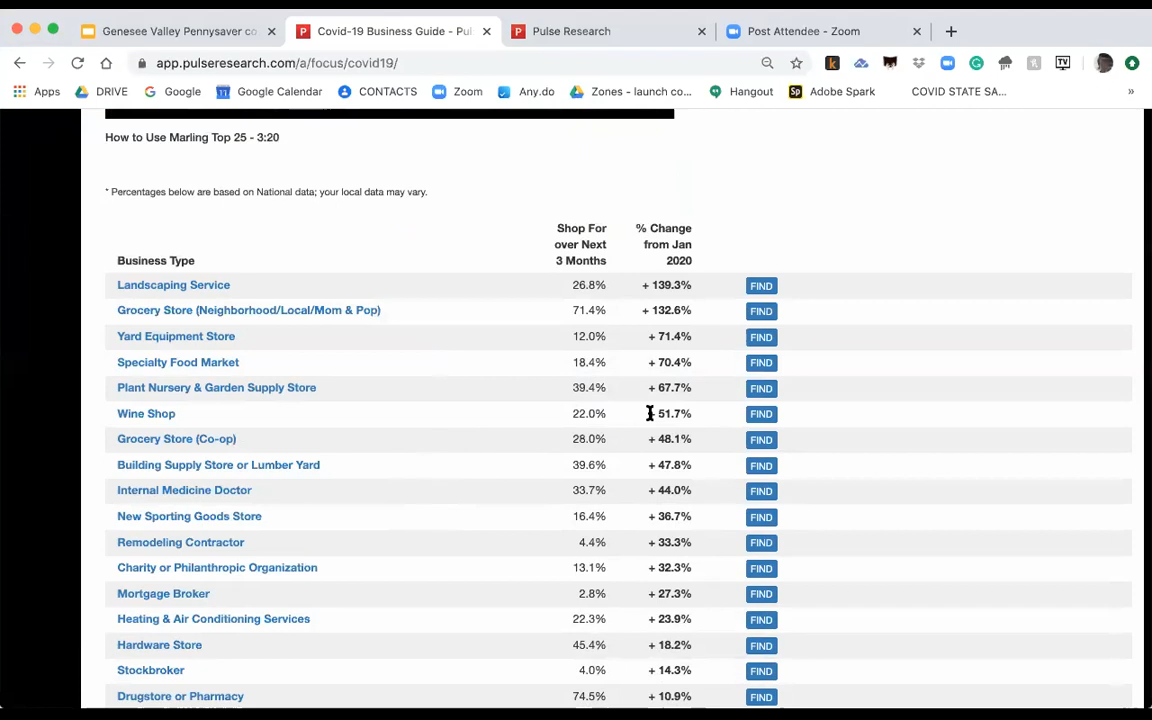 Genesee Valley Pennysaver co
Covid-19 Business Guide - Pul
Pulse Research
Post Attendee - Zoom
app.pulseresearch.com/a/focus/covid19/
Apps DRIVE Google Google Calendar CONTACTS Zoom Any.do Zones - launch co... Hangout Sp Adobe Spark COVID STATE SA... »
How to Use Marling Top 25 - 3:20
* Percentages below are based on National data; your local data may vary.
Business Type
Shop For
over Next
3 Months
% Change
from Jan
2020
Landscaping Service 26.8% + 139.3% FIND
Grocery Store (Neighborhood/Local/Mom & Pop) 71.4% + 132.6% FIND
Yard Equipment Store 12.0% + 71.4% FIND
Specialty Food Market 18.4% + 70.4% FIND
Plant Nursery & Garden Supply Store 39.4% + 67.7% FIND
Wine Shop 22.0% + 51.7% FIND
Grocery Store (Co-op) 28.0% + 48.1% FIND
Building Supply Store or Lumber Yard 39.6% + 47.8% FIND
Internal Medicine Doctor 33.7% + 44.0% FIND
New Sporting Goods Store 16.4% + 36.7% FIND
Remodeling Contractor 4.4% + 33.3% FIND
Charity or Philanthropic Organization 13.1% + 32.3% FIND
Mortgage Broker 2.8% + 27.3% FIND
Heating & Air Conditioning Services 22.3% + 23.9% FIND
Hardware Store 45.4% + 18.2% FIND
Stockbroker 4.0% + 14.3% FIND
Drugstore or Pharmacy 74.5% + 10.9% FIND